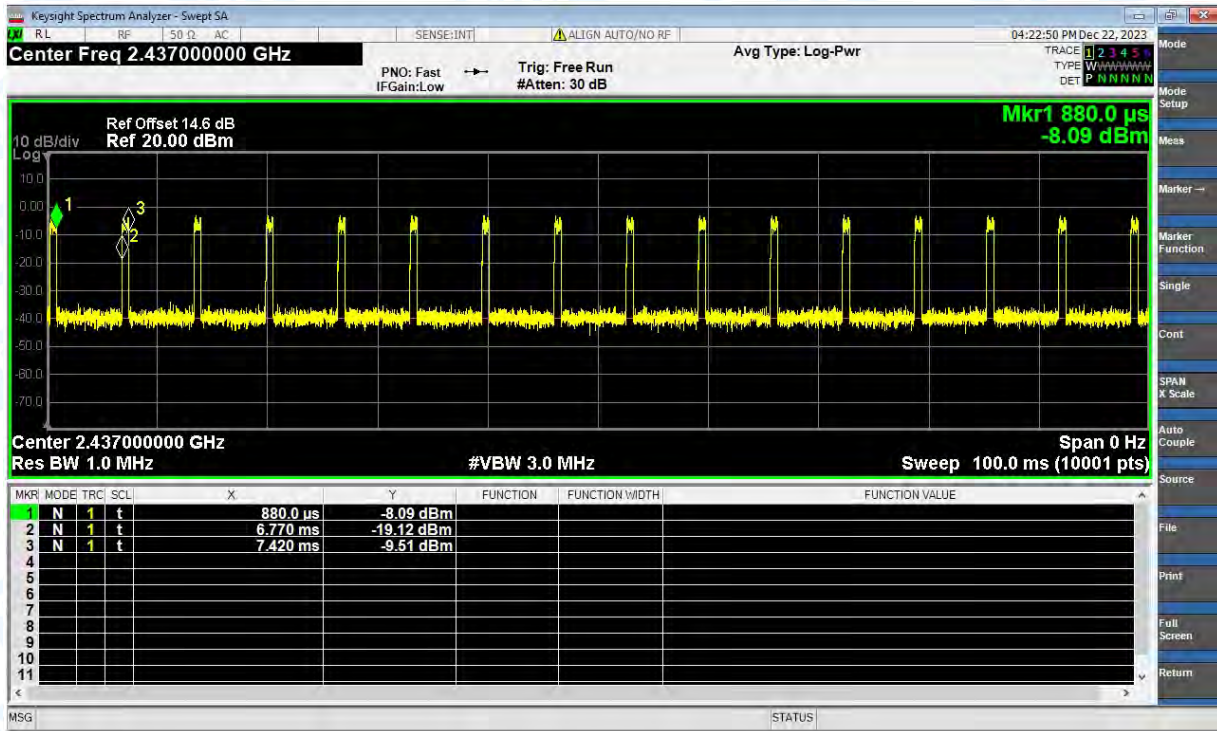 Keysight Spectrum Analyzer - Swept SA
RL RF 50 Ω AC SENSE:INT ALIGN AUTO/NO RF 04:22:50 PM Dec 22, 2023
Center Freq 2.437000000 GHz
PNO: Fast
IFGain:Low
Trig: Free Run
#Atten: 30 dB
Avg Type: Log-Pwr
TRACE 1 2 3 4 5 6
TYPE WWWWWWW
DET P N N N N N
Mkr1 880.0 µs
-8.09 dBm
Ref Offset 14.6 dB
10 dB/div Ref 20.00 dBm
Log
10.0
0.00
-10.0
-20.0
-30.0
-40.0
-50.0
-60.0
-70.0
1
2
3
Center 2.437000000 GHz Span 0 Hz
Res BW 1.0 MHz #VBW 3.0 MHz Sweep 100.0 ms (10001 pts)
MKR MODE TRC SCL X Y FUNCTION FUNCTION WIDTH FUNCTION VALUE
1 N 1 t 880.0 µs -8.09 dBm
2 N 1 t 6.770 ms -19.12 dBm
3 N 1 t 7.420 ms -9.51 dBm
4
5
6
7
8
9
10
11
MSG STATUS
Mode
Mode Setup
Meas
Marker→
Marker Function
Single
Cont
SPAN X Scale
Auto Couple
Source
File
Print
Full Screen
Return